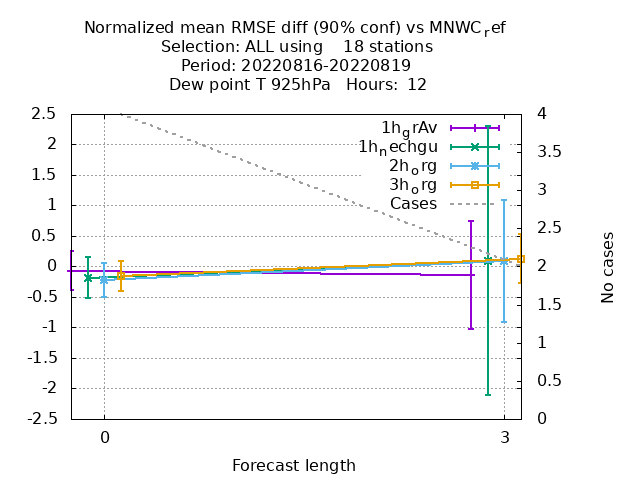 Normalized mean RMSE diff (90% conf) vs MNWC_ref
Selection: ALL using    18 stations
Period: 20220816-20220819
Dew point T 925hPa   Hours:  12
2.5
2
1.5
1
0.5
0
-0.5
-1
-1.5
-2
-2.5
4
3.5
3
2.5
2
1.5
1
0.5
0
1h_grAv
1h_nechgu
2h_org
3h_org
Cases
No cases
0
3
Forecast length